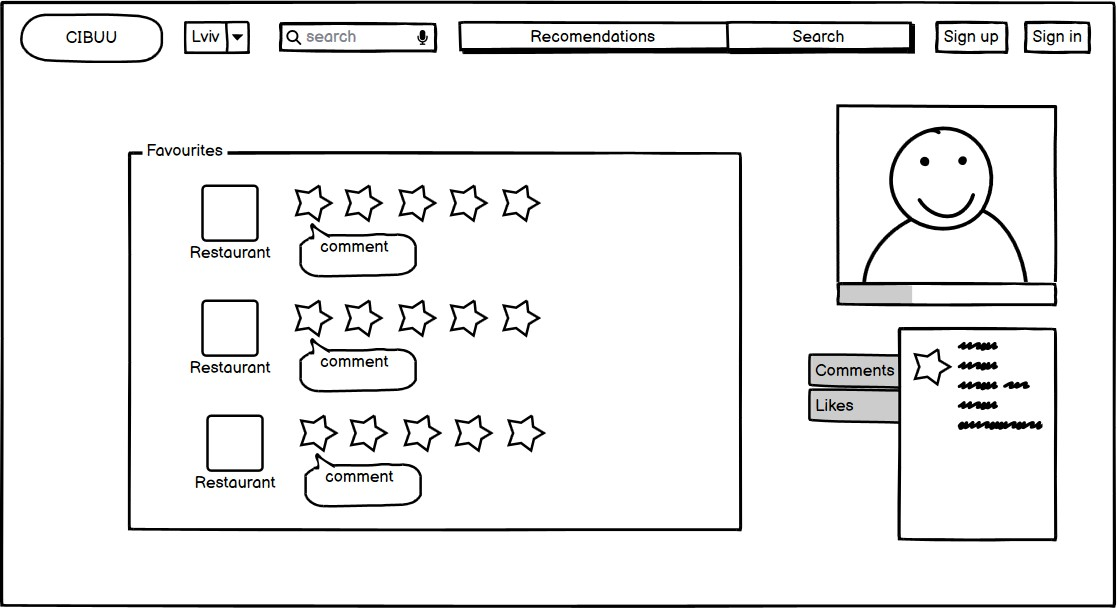 CIBUU
Lviv
search
Recomendations
Search
Sign up
Sign in
Favourites
Restaurant
comment
Restaurant
comment
Restaurant
comment
Comments
Likes